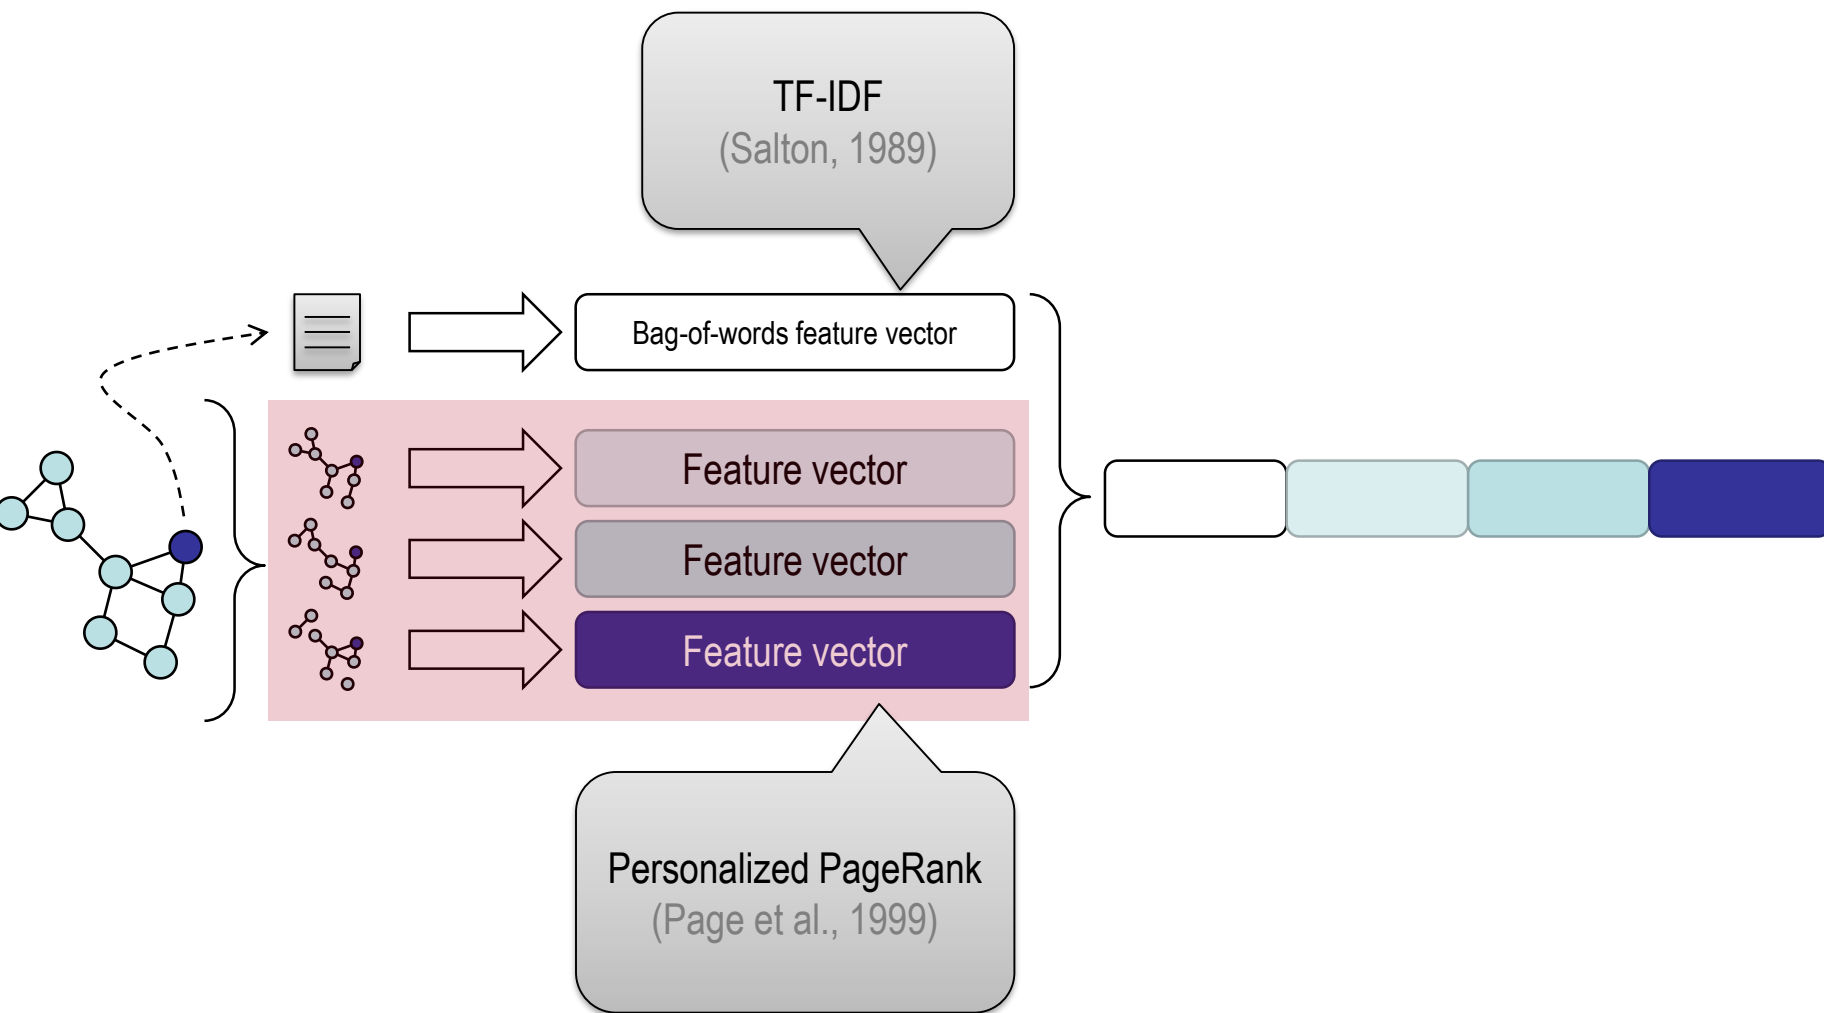 TF-IDF
(Salton, 1989)
Bag-of-words feature vector
Feature vector
Feature vector
Feature vector
Personalized PageRank
(Page et al., 1999)